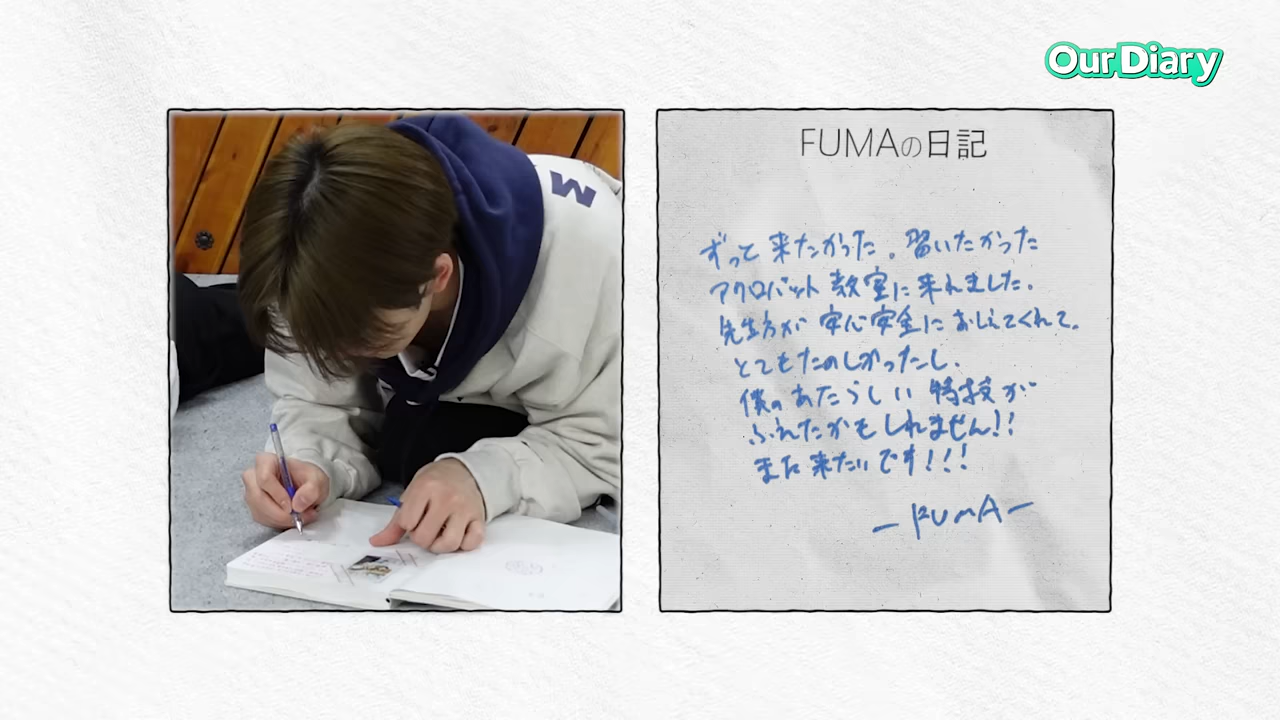 Our Diary
M
FUMAの日記
ずっと来たかった。習いたかった
アクロバット教室に来れました。
先生方が安心安全におしえてくれて。
とてもたのしかったし、
僕のあたらしい特技が
ふえたかもしれません!!
また来たいです!!!
-FUMA-